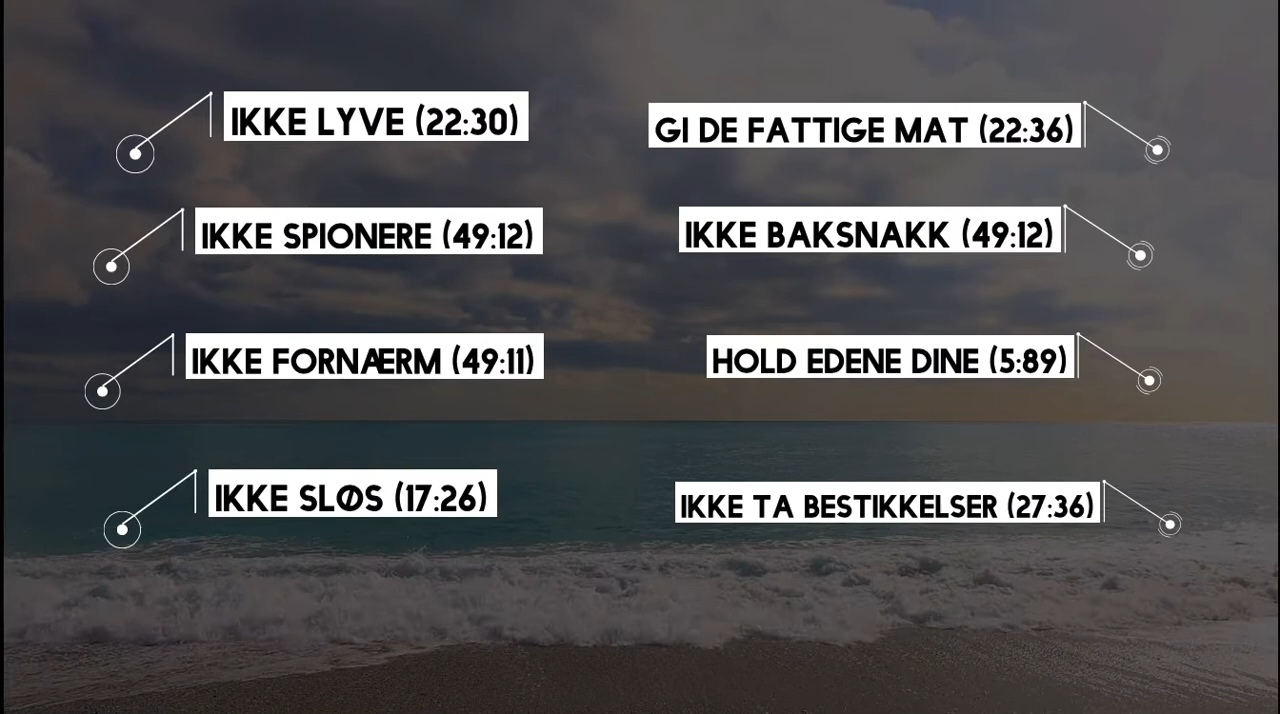 IKKE LYVE (22:30)
IKKE SPIONERE (49:12)
IKKE FORNÆRM (49:11)
IKKE SLØS (17:26)
GI DE FATTIGE MAT (22:36)
IKKE BAKSNAKK (49:12)
HOLD EDENE DINE (5:89)
IKKE TA BESTIKKELSER (27:36)